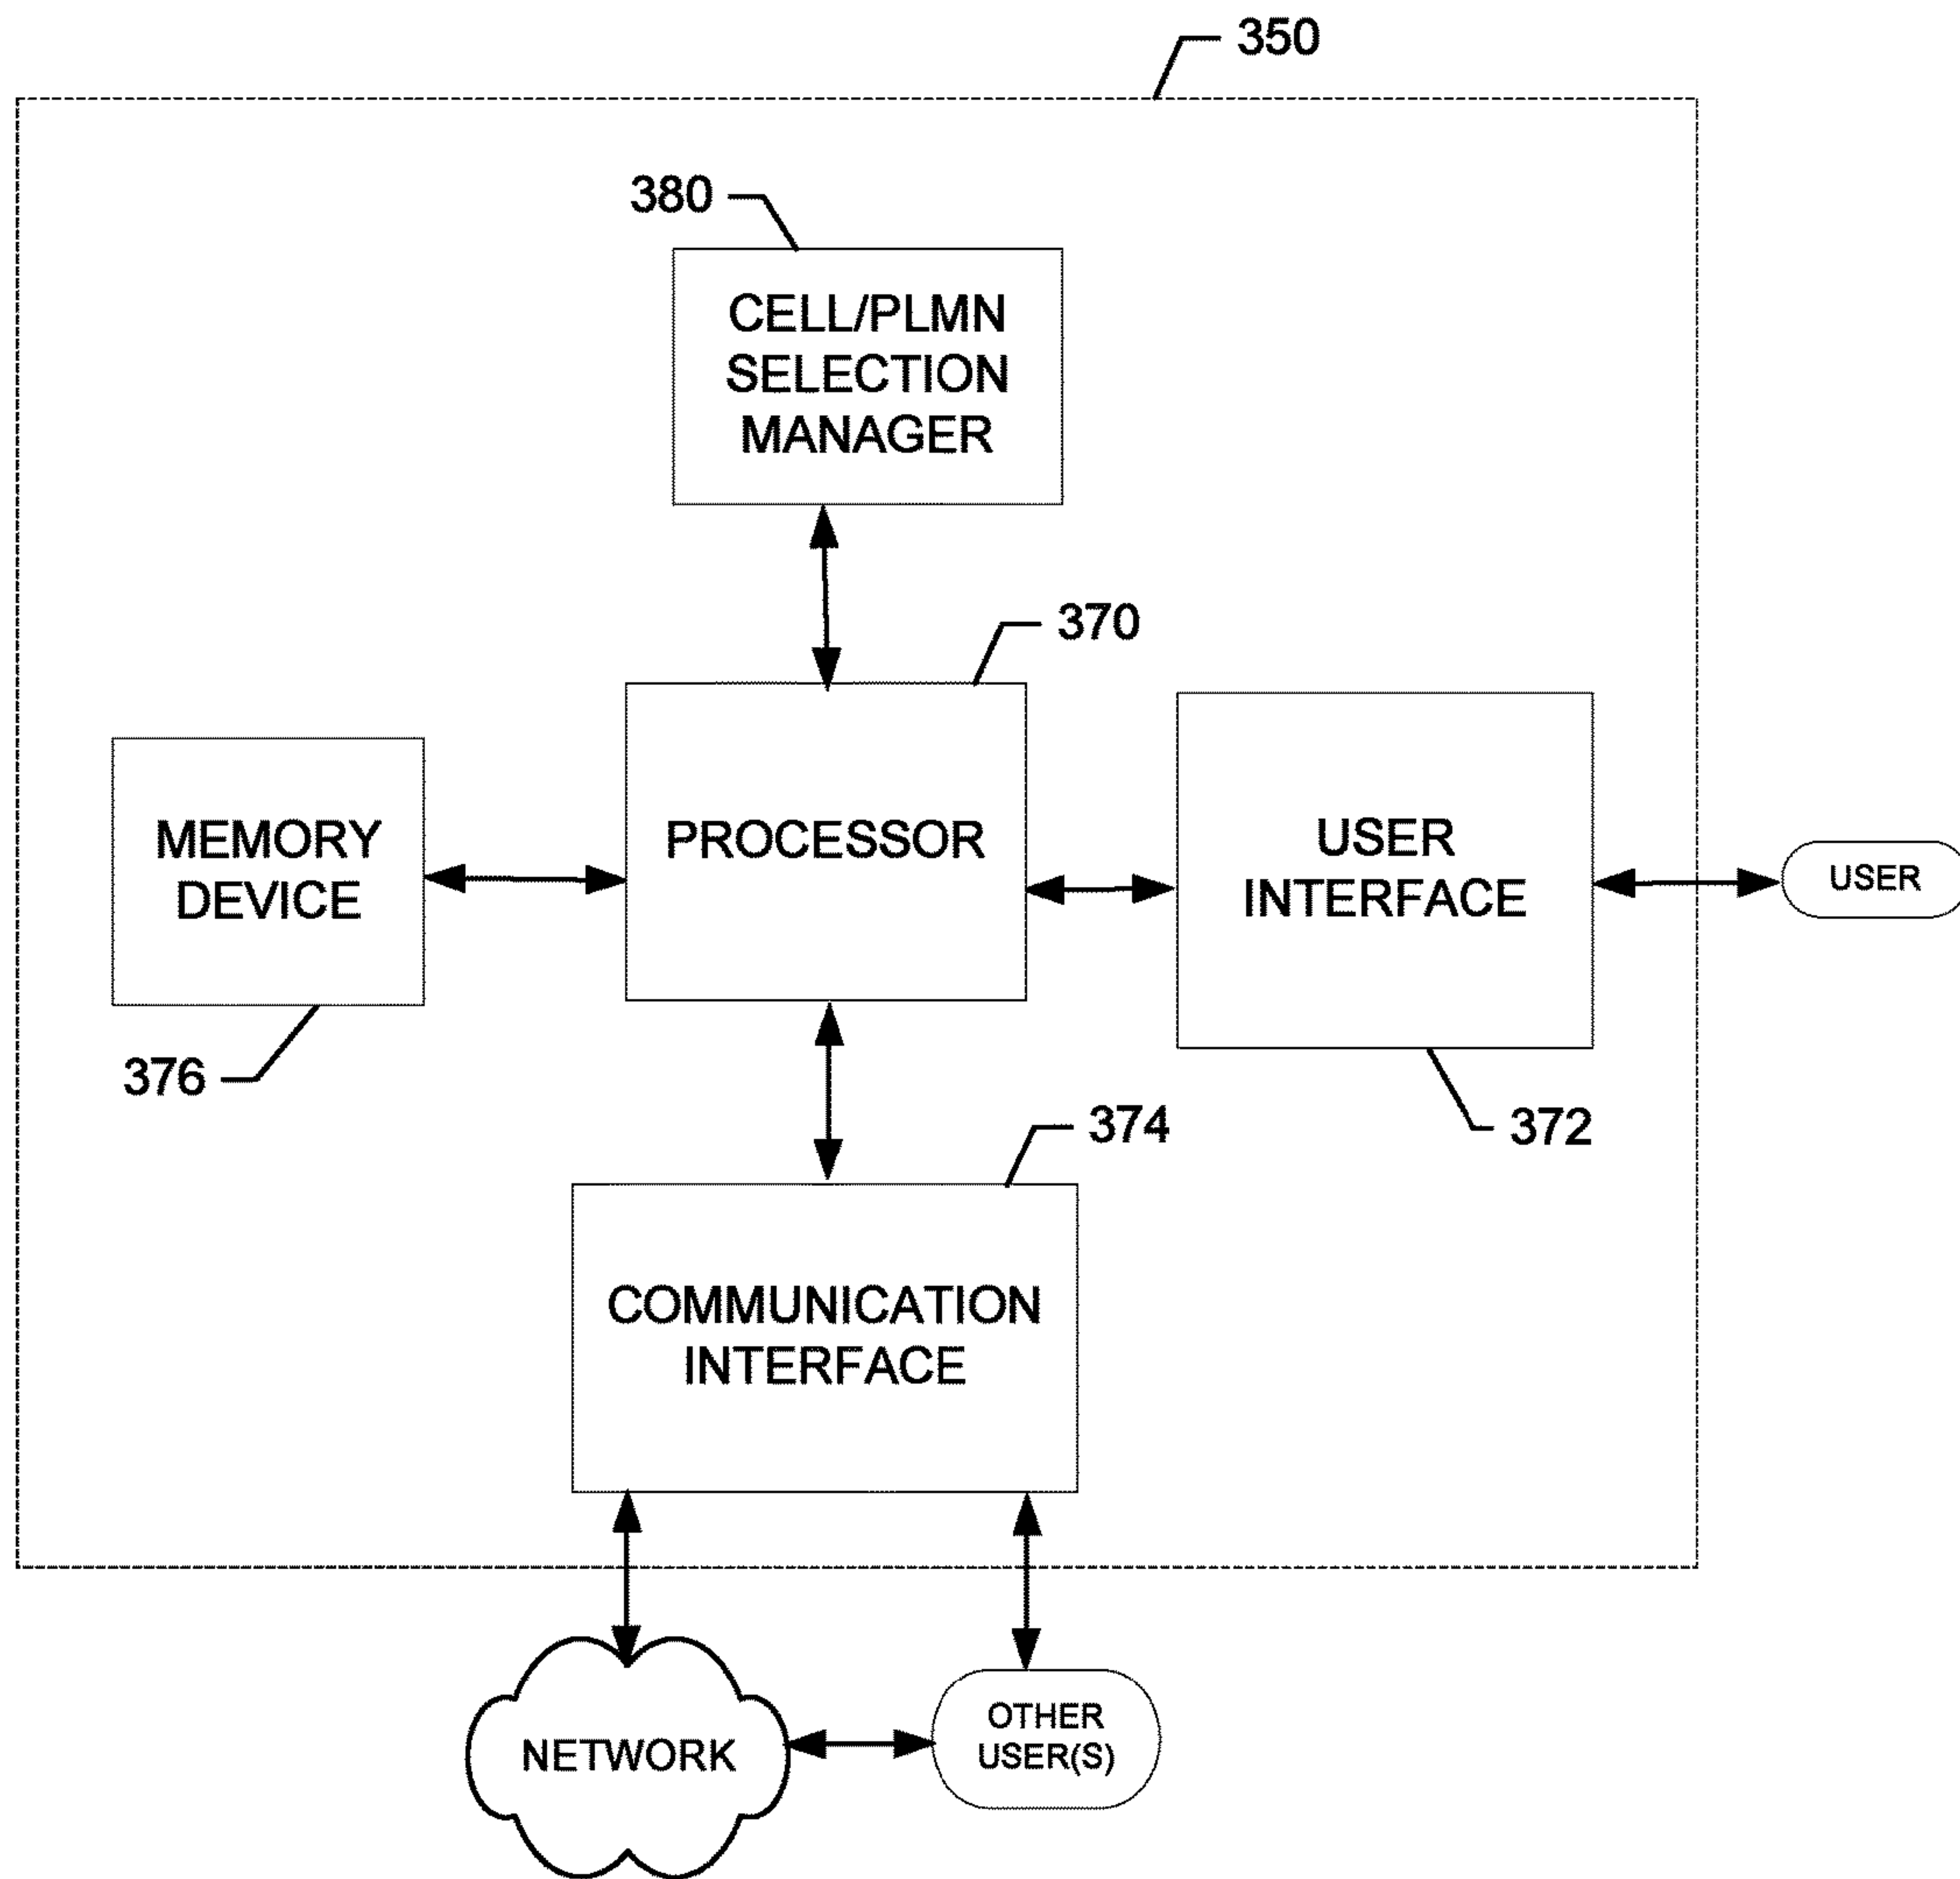 350
380
CELL/PLMN
SELECTION
MANAGER
370
MEMORY
DEVICE
PROCESSOR
USER
INTERFACE
USER
376
374
372
COMMUNICATION
INTERFACE
NETWORK
OTHER
USER(S)